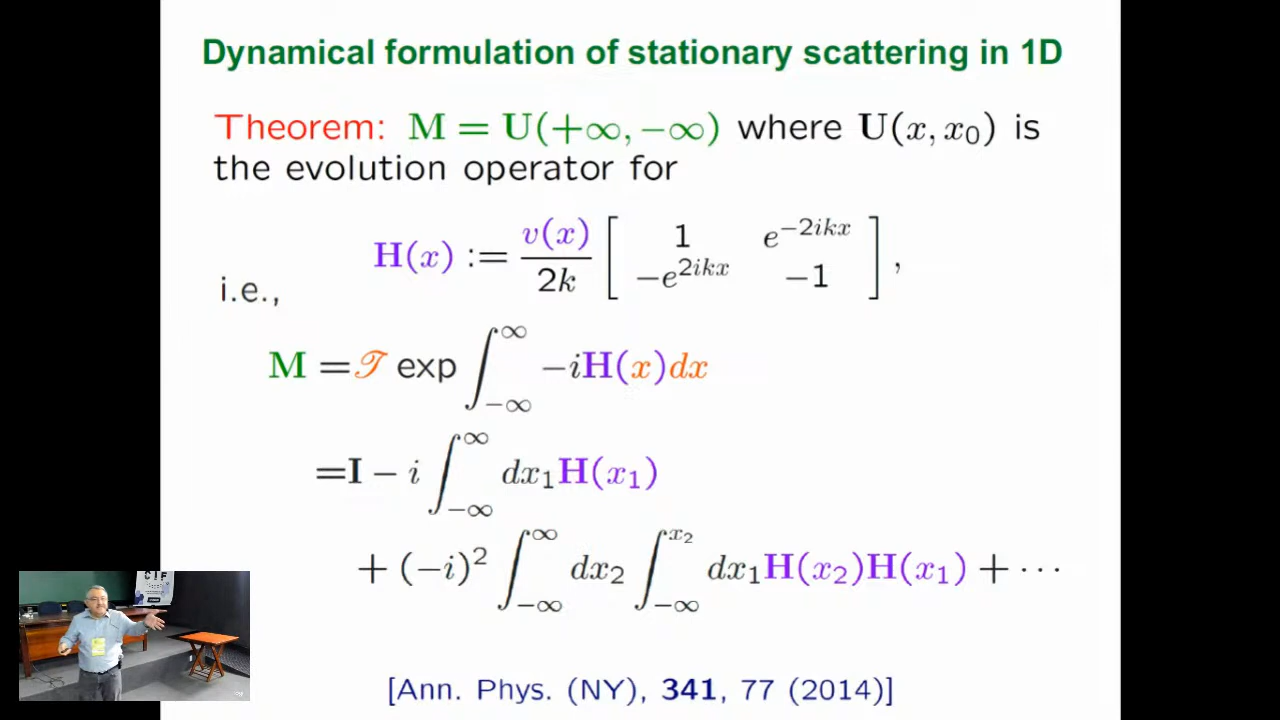 Dynamical formulation of stationary scattering in 1D
Theorem: M = U(+∞, −∞) where U(x, x₀) is
the evolution operator for
H(x) := v(x)/2k [ 1 e^{−2ikx} ; −e^{2ikx} −1 ] ,
i.e.,
M = 𝒯 exp ∫_{−∞}^{∞} −iH(x)dx
=I − i ∫_{−∞}^{∞} dx₁H(x₁)
+ (−i)² ∫_{−∞}^{∞} dx₂ ∫_{−∞}^{x₂} dx₁H(x₂)H(x₁) + ···
[Ann. Phys. (NY), 341, 77 (2014)]
CTF